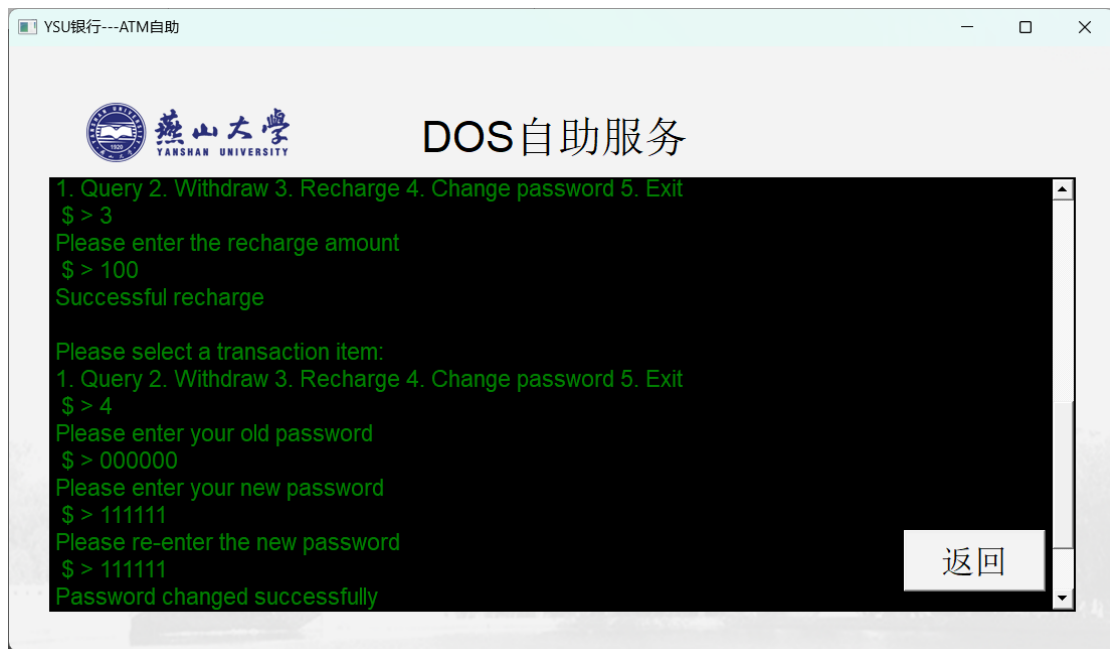 YSU银行---ATM自助
燕山大學
YANSHAN UNIVERSITY
DOS自助服务
1. Query 2. Withdraw 3. Recharge 4. Change password 5. Exit
$ > 3
Please enter the recharge amount
$ > 100
Successful recharge
Please select a transaction item:
1. Query 2. Withdraw 3. Recharge 4. Change password 5. Exit
$ > 4
Please enter your old password
$ > 000000
Please enter your new password
$ > 111111
Please re-enter the new password
$ > 111111
Password changed successfully
返回